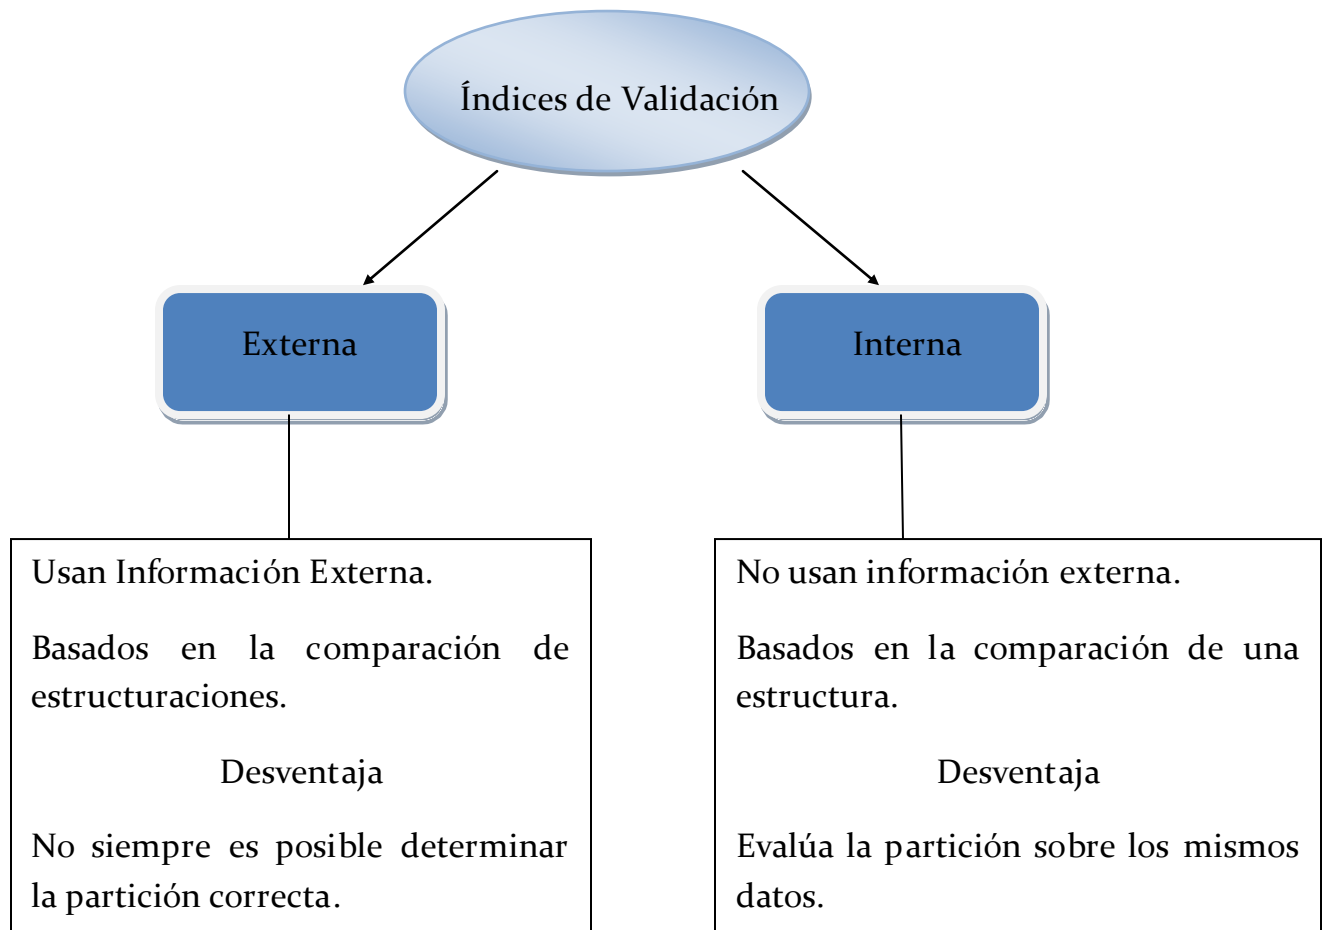 Índices de Validación
Externa
Interna
Usan Información Externa.
Basados en la comparación de
estructuraciones.
Desventaja
No siempre es posible determinar
la partición correcta.
No usan información externa.
Basados en la comparación de una
estructura.
Desventaja
Evalúa la partición sobre los mismos
datos.